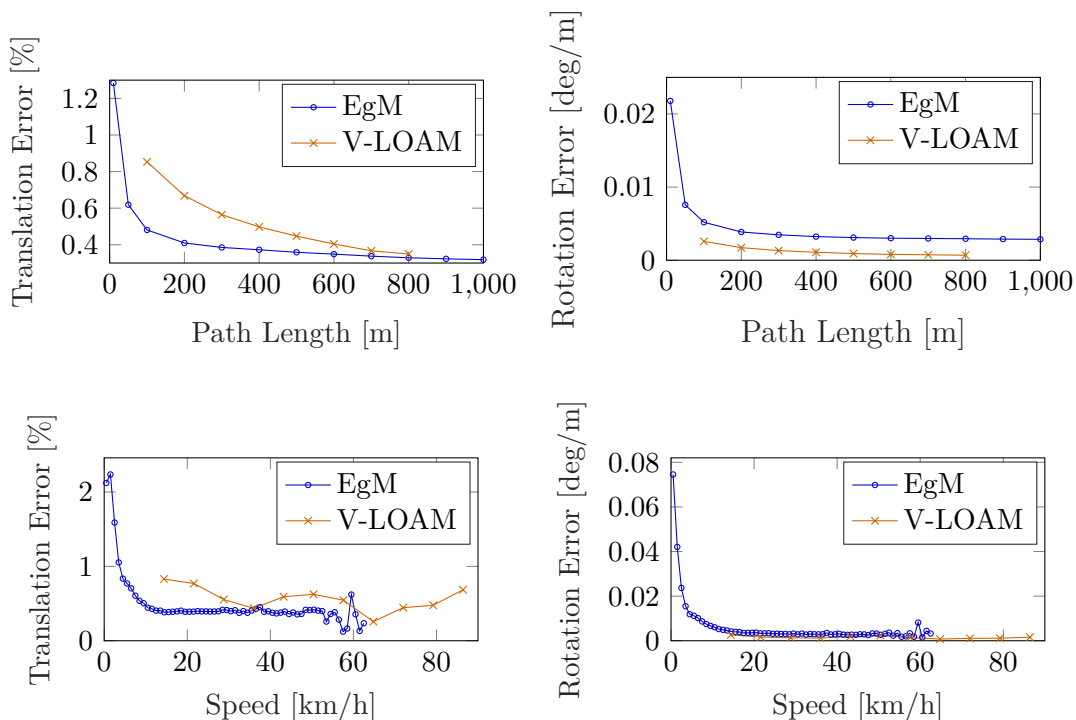 Translation Error [%]
1.2
1
0.8
0.6
0.4
0
200
400
600
800
1,000
Path Length [m]
EgM
V-LOAM
Rotation Error [deg/m]
0.02
0.01
0
0
200
400
600
800
1,000
Path Length [m]
EgM
V-LOAM
Translation Error [%]
2
1
0
0
20
40
60
80
Speed [km/h]
EgM
V-LOAM
Rotation Error [deg/m]
0.08
0.06
0.04
0.02
0
0
20
40
60
80
Speed [km/h]
EgM
V-LOAM